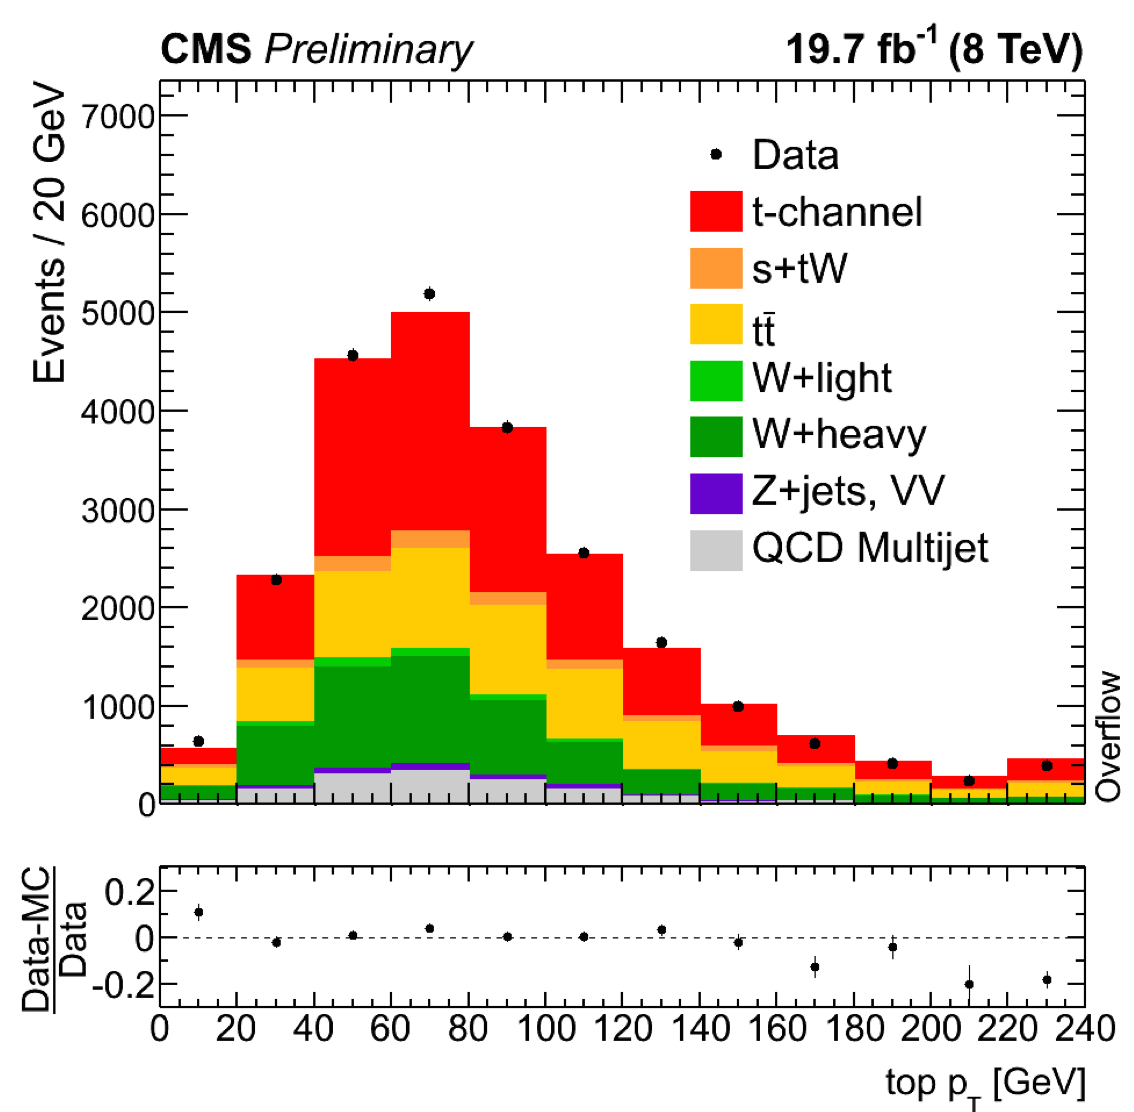 CMS Preliminary 19.7 fb⁻¹ (8 TeV)
Events / 20 GeV
7000
6000
5000
4000
3000
2000
1000
0
Data
t-channel
s+tW
tt̄
W+light
W+heavy
Z+jets, VV
QCD Multijet
Overflow
Data-MC
Data
0.2
0
-0.2
0 20 40 60 80 100 120 140 160 180 200 220 240
top p_T [GeV]